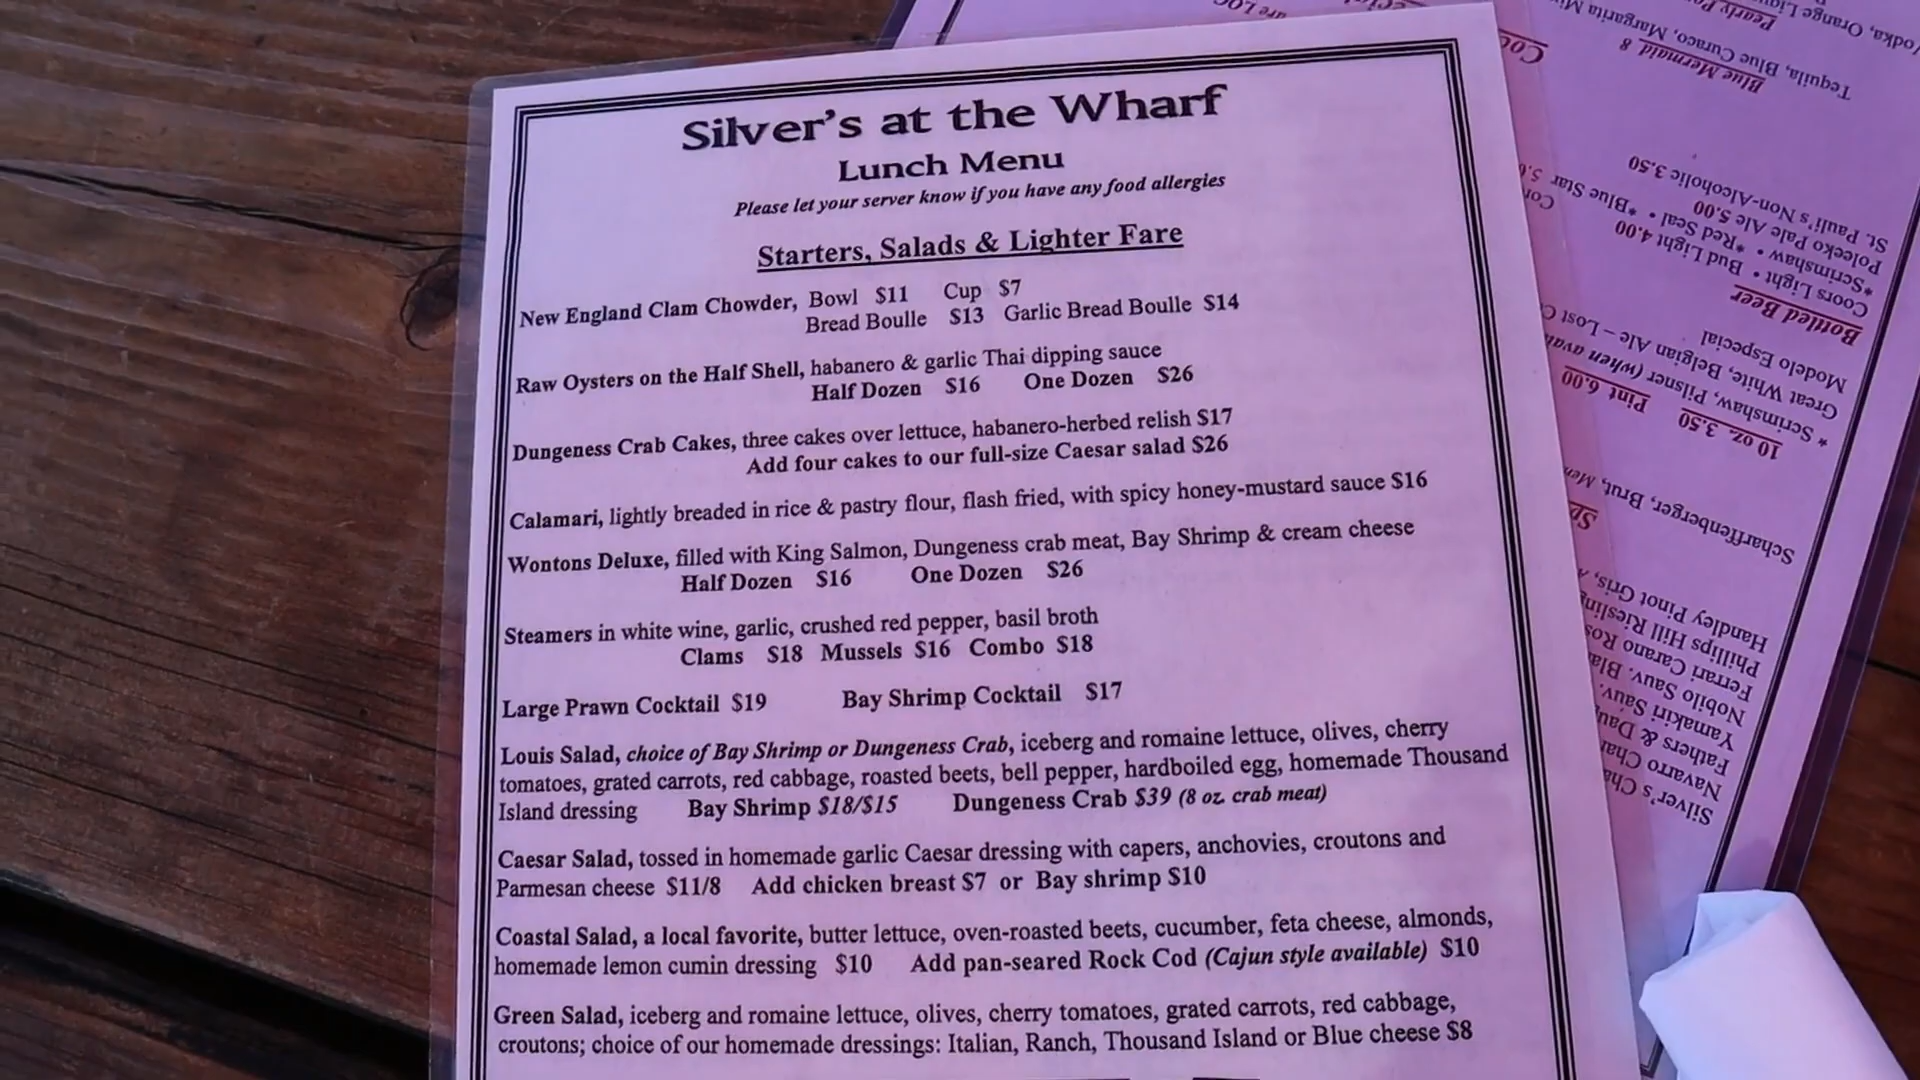 Silver's at the Wharf
Lunch Menu
Please let your server know if you have any food allergies
Starters, Salads & Lighter Fare
New England Clam Chowder, Bowl $11 Cup $7
Bread Boulle $13 Garlic Bread Boulle $14
Raw Oysters on the Half Shell, habanero & garlic Thai dipping sauce
Half Dozen $16 One Dozen $26
Dungeness Crab Cakes, three cakes over lettuce, habanero-herbed relish $17
Add four cakes to our full-size Caesar salad $26
Calamari, lightly breaded in rice & pastry flour, flash fried, with spicy honey-mustard sauce $16
Wontons Deluxe, filled with King Salmon, Dungeness crab meat, Bay Shrimp & cream cheese
Half Dozen $16 One Dozen $26
Steamers in white wine, garlic, crushed red pepper, basil broth
Clams $18 Mussels $16 Combo $18
Large Prawn Cocktail $19 Bay Shrimp Cocktail $17
Louis Salad, choice of Bay Shrimp or Dungeness Crab, iceberg and romaine lettuce, olives, cherry
tomatoes, grated carrots, red cabbage, roasted beets, bell pepper, hardboiled egg, homemade Thousand
Island dressing Bay Shrimp $18/$15 Dungeness Crab $39 (8 oz. crab meat)
Caesar Salad, tossed in homemade garlic Caesar dressing with capers, anchovies, croutons and
Parmesan cheese $11/8 Add chicken breast $7 or Bay shrimp $10
Coastal Salad, a local favorite, butter lettuce, oven-roasted beets, cucumber, feta cheese, almonds,
homemade lemon cumin dressing $10 Add pan-seared Rock Cod (Cajun style available) $10
Green Salad, iceberg and romaine lettuce, olives, cherry tomatoes, grated carrots, red cabbage,
croutons; choice of our homemade dressings: Italian, Ranch, Thousand Island or Blue cheese $8
Silver's
Navarro
Fathers &
Yamakiri Sauv.
Nobilo Sauv.
Ferrari Carano
Phillips Hill Riesling
Handley Pinot Gris,
Scharffenberger, Brut,
10 oz. 3.50 Pint 6.00
* Scrimshaw, Pilsner (when
Great White, Belgian Ale – Lost
Modelo Especial
Bottled Beer
Coors Light • Bud Light 4.00
*Scrimshaw • *Red Seal • *Blue Star
Poleeko Pale Ale 5.00
St. Pauli's Non-Alcoholic 3.50
Blue Mermaid 8
Tequila, Blue Curaco, Margarita
Pearly
Vodka, Orange